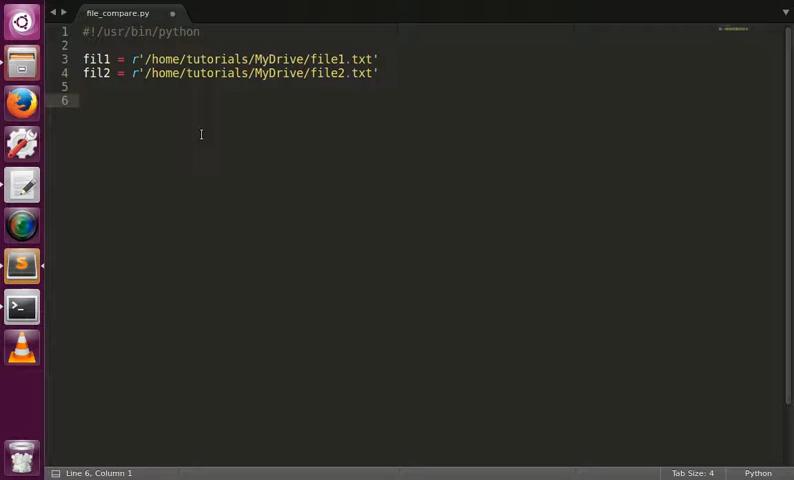 file_compare.py
1 #!/usr/bin/python
2
3 fil1 = r'/home/tutorials/MyDrive/file1.txt'
4 fil2 = r'/home/tutorials/MyDrive/file2.txt'
5
6
Line 6, Column 1 Tab Size: 4 Python